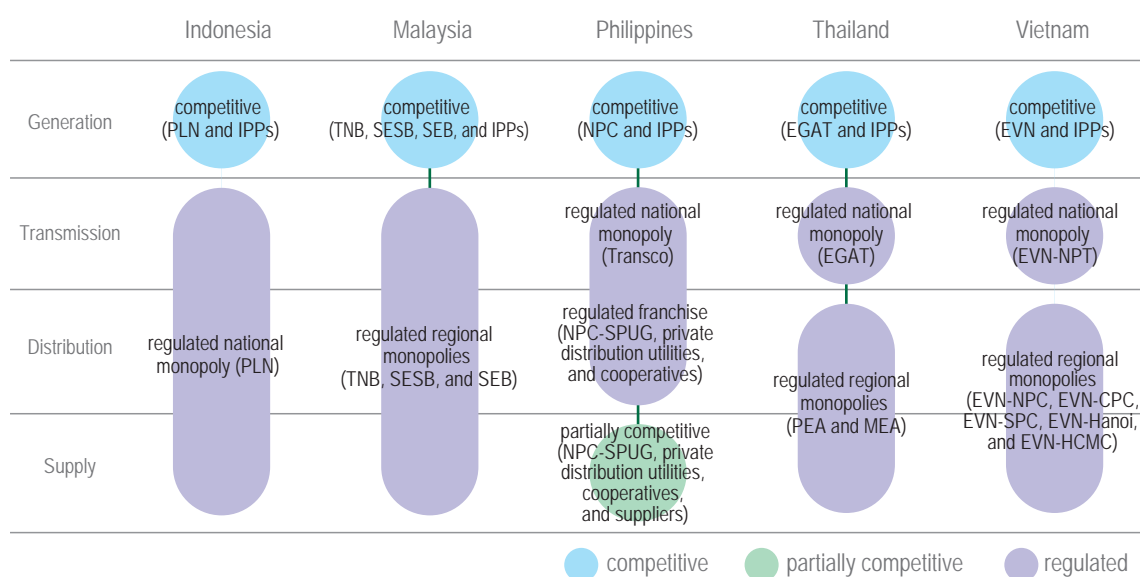 Indonesia
Malaysia
Philippines
Thailand
Vietnam
Generation
competitive
(PLN and IPPs)
competitive
(TNB, SESB, SEB, and IPPs)
competitive
(NPC and IPPs)
competitive
(EGAT and IPPs)
competitive
(EVN and IPPs)
Transmission
regulated national
monopoly
(Transco)
regulated national
monopoly
(EGAT)
regulated national
monopoly
(EVN-NPT)
Distribution
regulated national
monopoly (PLN)
regulated regional
monopolies
(TNB, SESB, and SEB)
regulated franchise
(NPC-SPUG, private
distribution utilities,
and cooperatives)
regulated regional
monopolies
(PEA and MEA)
regulated regional
monopolies
(EVN-NPC, EVN-CPC,
EVN-SPC, EVN-Hanoi,
and EVN-HCMC)
Supply
partially competitive
(NPC-SPUG, private
distribution utilities,
cooperatives,
and suppliers)
competitive
partially competitive
regulated